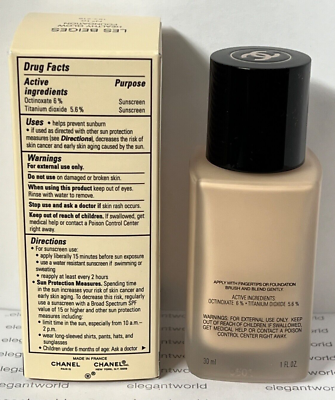 LES BEIGES
HEALTHY GLOW
FOUNDATION
Drug Facts
Active Purpose
ingredients
Octinoxate 6 % Sunscreen
Titanium dioxide 5.6 % Sunscreen
Uses • helps prevent sunburn
• if used as directed with other sun protection
measures (see Directions), decreases the risk of
skin cancer and early skin aging caused by the sun.
Warnings
For external use only.
Do not use on damaged or broken skin.
When using this product keep out of eyes.
Rinse with water to remove.
Stop use and ask a doctor if skin rash occurs.
Keep out of reach of children. If swallowed, get
medical help or contact a Poison Control Center
right away.
Directions
• For sunscreen use:
• apply liberally 15 minutes before sun exposure
• use a water resistant sunscreen if swimming or
sweating
• reapply at least every 2 hours
• Sun Protection Measures. Spending time
in the sun increases your risk of skin cancer and
early skin aging. To decrease this risk, regularly
use a sunscreen with a Broad Spectrum SPF
value of 15 or higher and other sun protection
measures including:
• limit time in the sun, especially from 10 a.m. –
2 p.m.
• wear long-sleeved shirts, pants, hats, and
sunglasses
• Children under 6 months of age: Ask a doctor
MADE IN FRANCE
CHANEL CHANEL
PARIS NEW YORK, N.Y.
APPLY WITH FINGERTIPS OR FOUNDATION
BRUSH AND BLEND GENTLY.
ACTIVE INGREDIENTS:
OCTINOXATE 6 % • TITANIUM DIOXIDE 5.6 %
WARNINGS: FOR EXTERNAL USE ONLY. KEEP
OUT OF REACH OF CHILDREN. IF SWALLOWED,
GET MEDICAL HELP OR CONTACT A POISON
CONTROL CENTER RIGHT AWAY.
30 ml 1 FL. OZ.
elegantworld